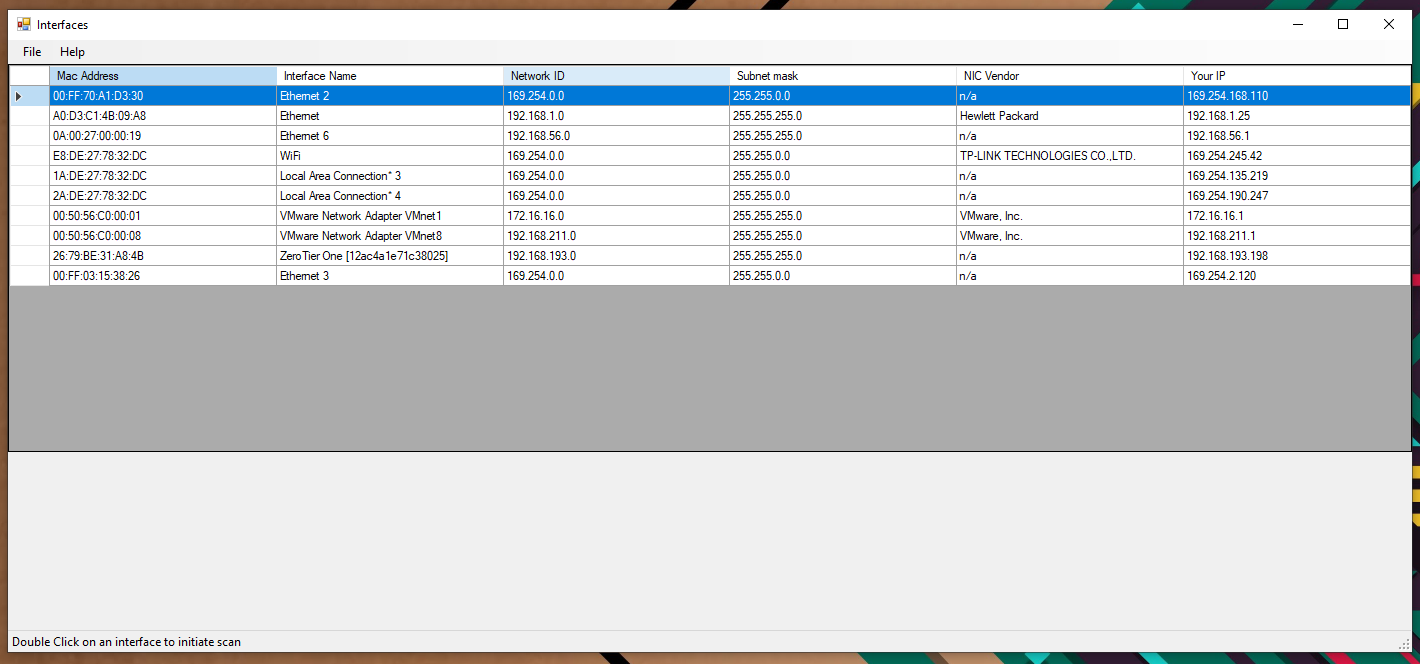 Interfaces
File Help
Mac Address Interface Name Network ID Subnet mask NIC Vendor Your IP
00:FF:70:A1:D3:30 Ethernet 2 169.254.0.0 255.255.0.0 n/a 169.254.168.110
A0:D3:C1:4B:09:A8 Ethernet 192.168.1.0 255.255.255.0 Hewlett Packard 192.168.1.25
0A:00:27:00:00:19 Ethernet 6 192.168.56.0 255.255.255.0 n/a 192.168.56.1
E8:DE:27:78:32:DC WiFi 169.254.0.0 255.255.0.0 TP-LINK TECHNOLOGIES CO.,LTD. 169.254.245.42
1A:DE:27:78:32:DC Local Area Connection* 3 169.254.0.0 255.255.0.0 n/a 169.254.135.219
2A:DE:27:78:32:DC Local Area Connection* 4 169.254.0.0 255.255.0.0 n/a 169.254.190.247
00:50:56:C0:00:01 VMware Network Adapter VMnet1 172.16.16.0 255.255.255.0 VMware, Inc. 172.16.16.1
00:50:56:C0:00:08 VMware Network Adapter VMnet8 192.168.211.0 255.255.255.0 VMware, Inc. 192.168.211.1
26:79:BE:31:A8:4B ZeroTier One [12ac4a1e71c38025] 192.168.193.0 255.255.255.0 n/a 192.168.193.198
00:FF:03:15:38:26 Ethernet 3 169.254.0.0 255.255.0.0 n/a 169.254.2.120
Double Click on an interface to initiate scan